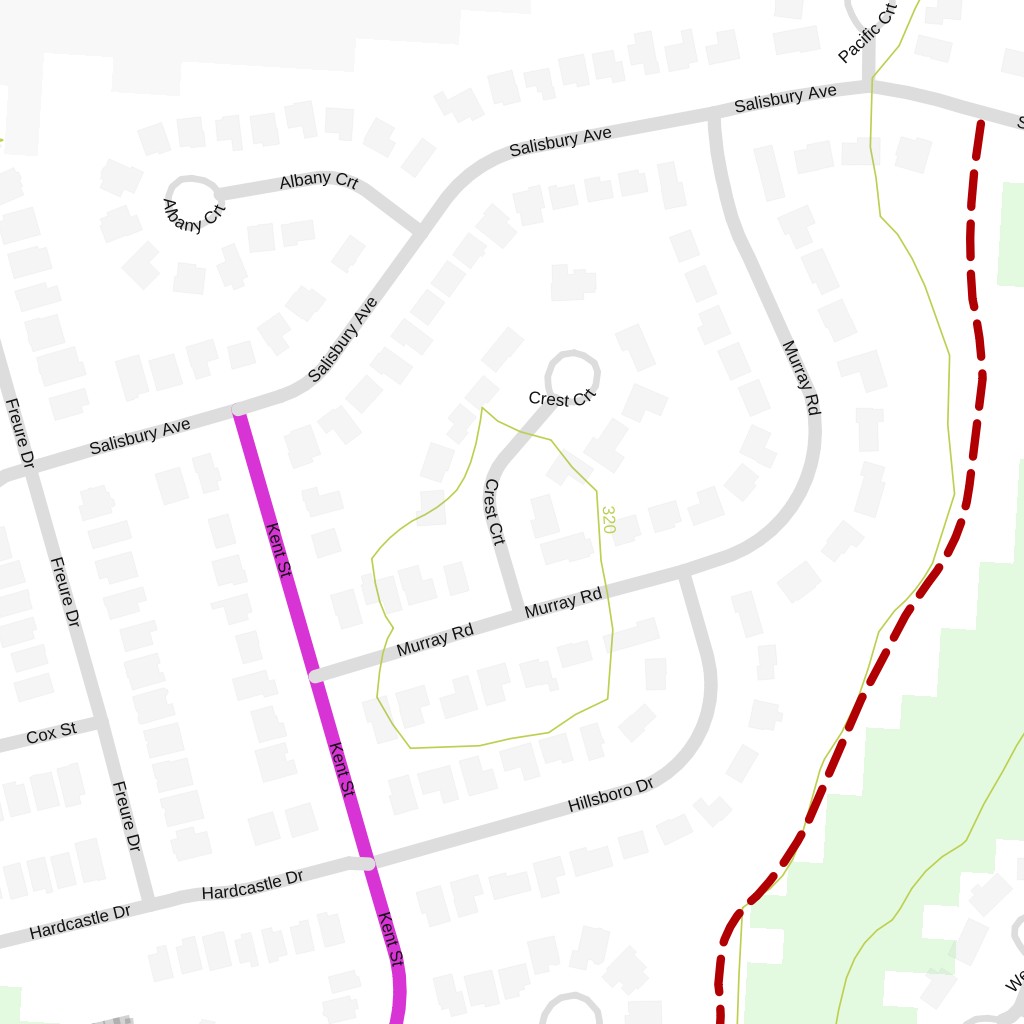 Pacific Crt
Salisbury Ave
S
Salisbury Ave
Albany Crt
Albany Crt
Salisbury Ave
Murray Rd
Crest Crt
Freure Dr
Salisbury Ave
Crest Crt
320
Kent St
Freure Dr
Murray Rd
Murray Rd
Cox St
Kent St
Hillsboro Dr
Freure Dr
Hardcastle Dr
Hardcastle Dr
Kent St
We